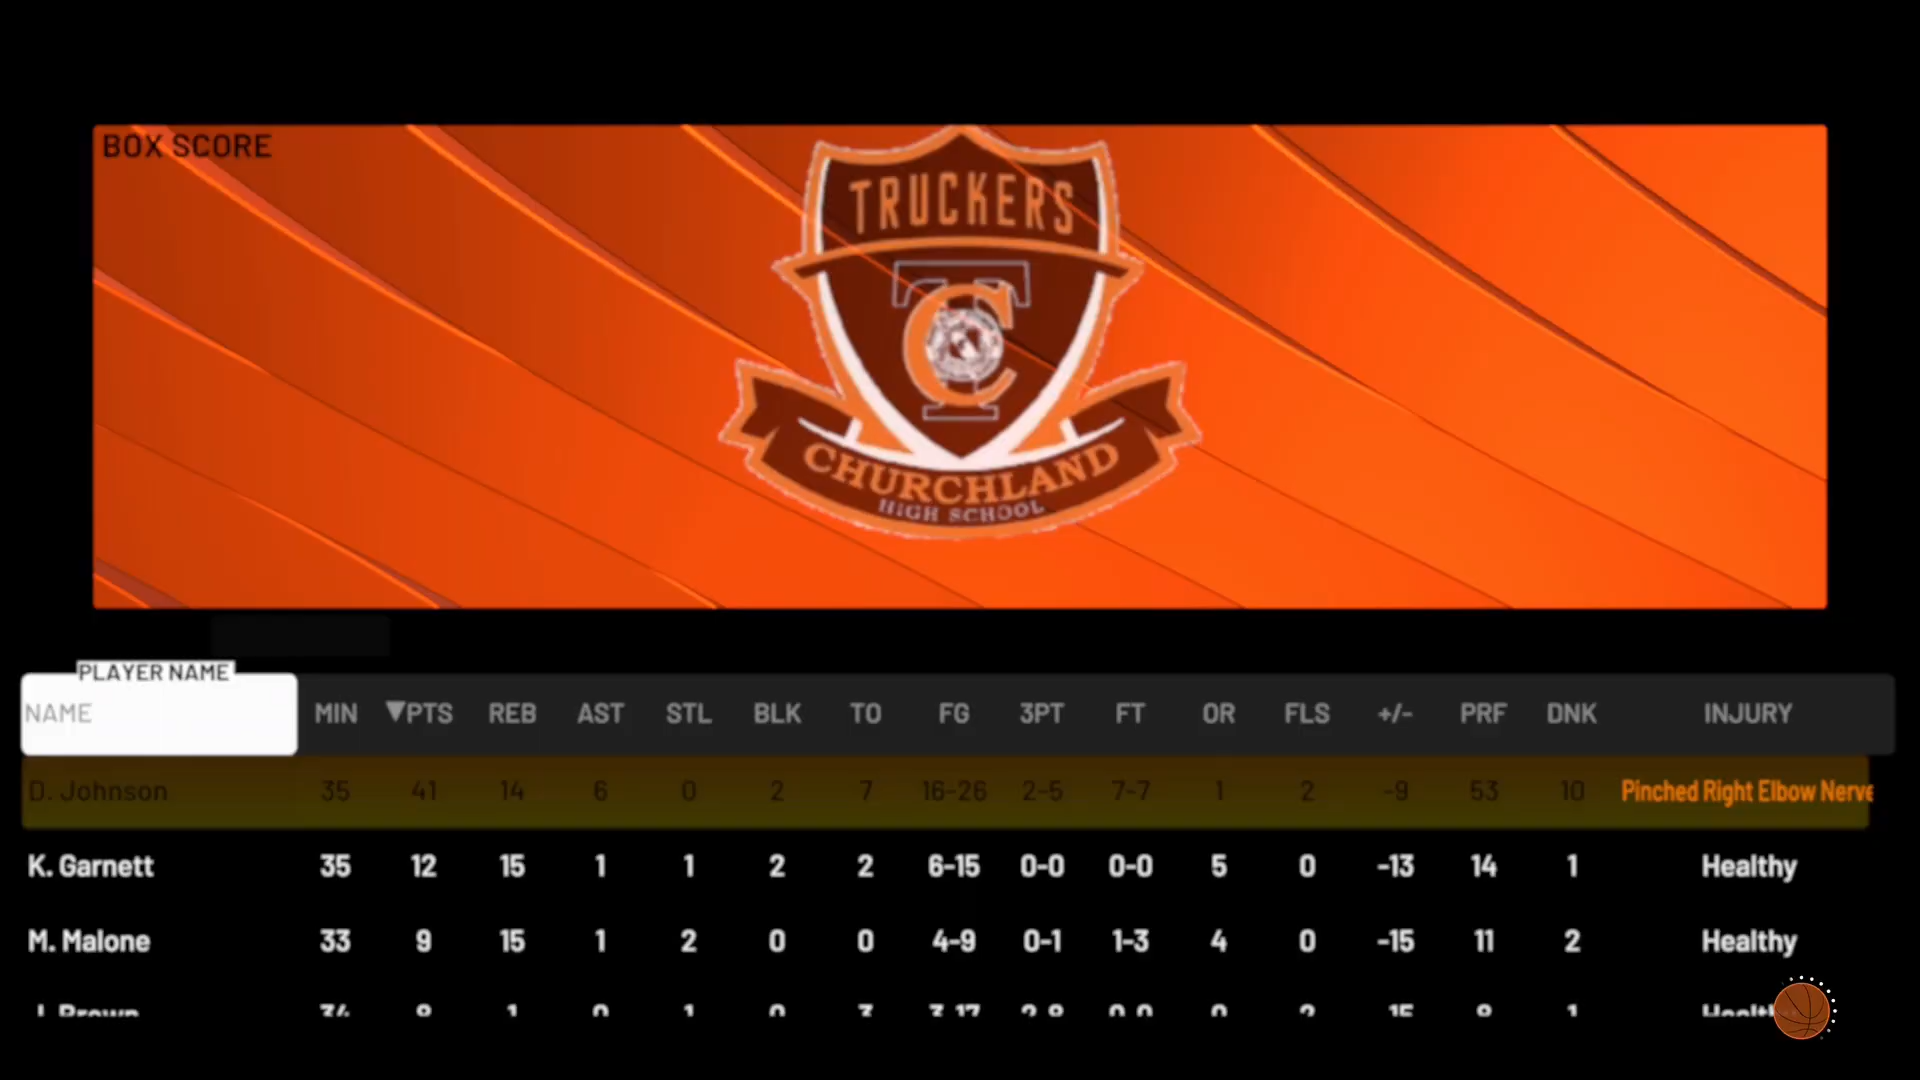 BOX SCORE
TRUCKERS
TC
CHURCHLAND
HIGH SCHOOL
PLAYER NAME
NAME MIN ▼PTS REB AST STL BLK TO FG 3PT FT OR FLS +/- PRF DNK INJURY
D. Johnson 35 41 14 6 0 2 7 16-26 2-5 7-7 1 2 -9 53 10 Pinched Right Elbow Nerve
K. Garnett 35 12 15 1 1 2 2 6-15 0-0 0-0 5 0 -13 14 1 Healthy
M. Malone 33 9 15 1 2 0 0 4-9 0-1 1-3 4 0 -15 11 2 Healthy